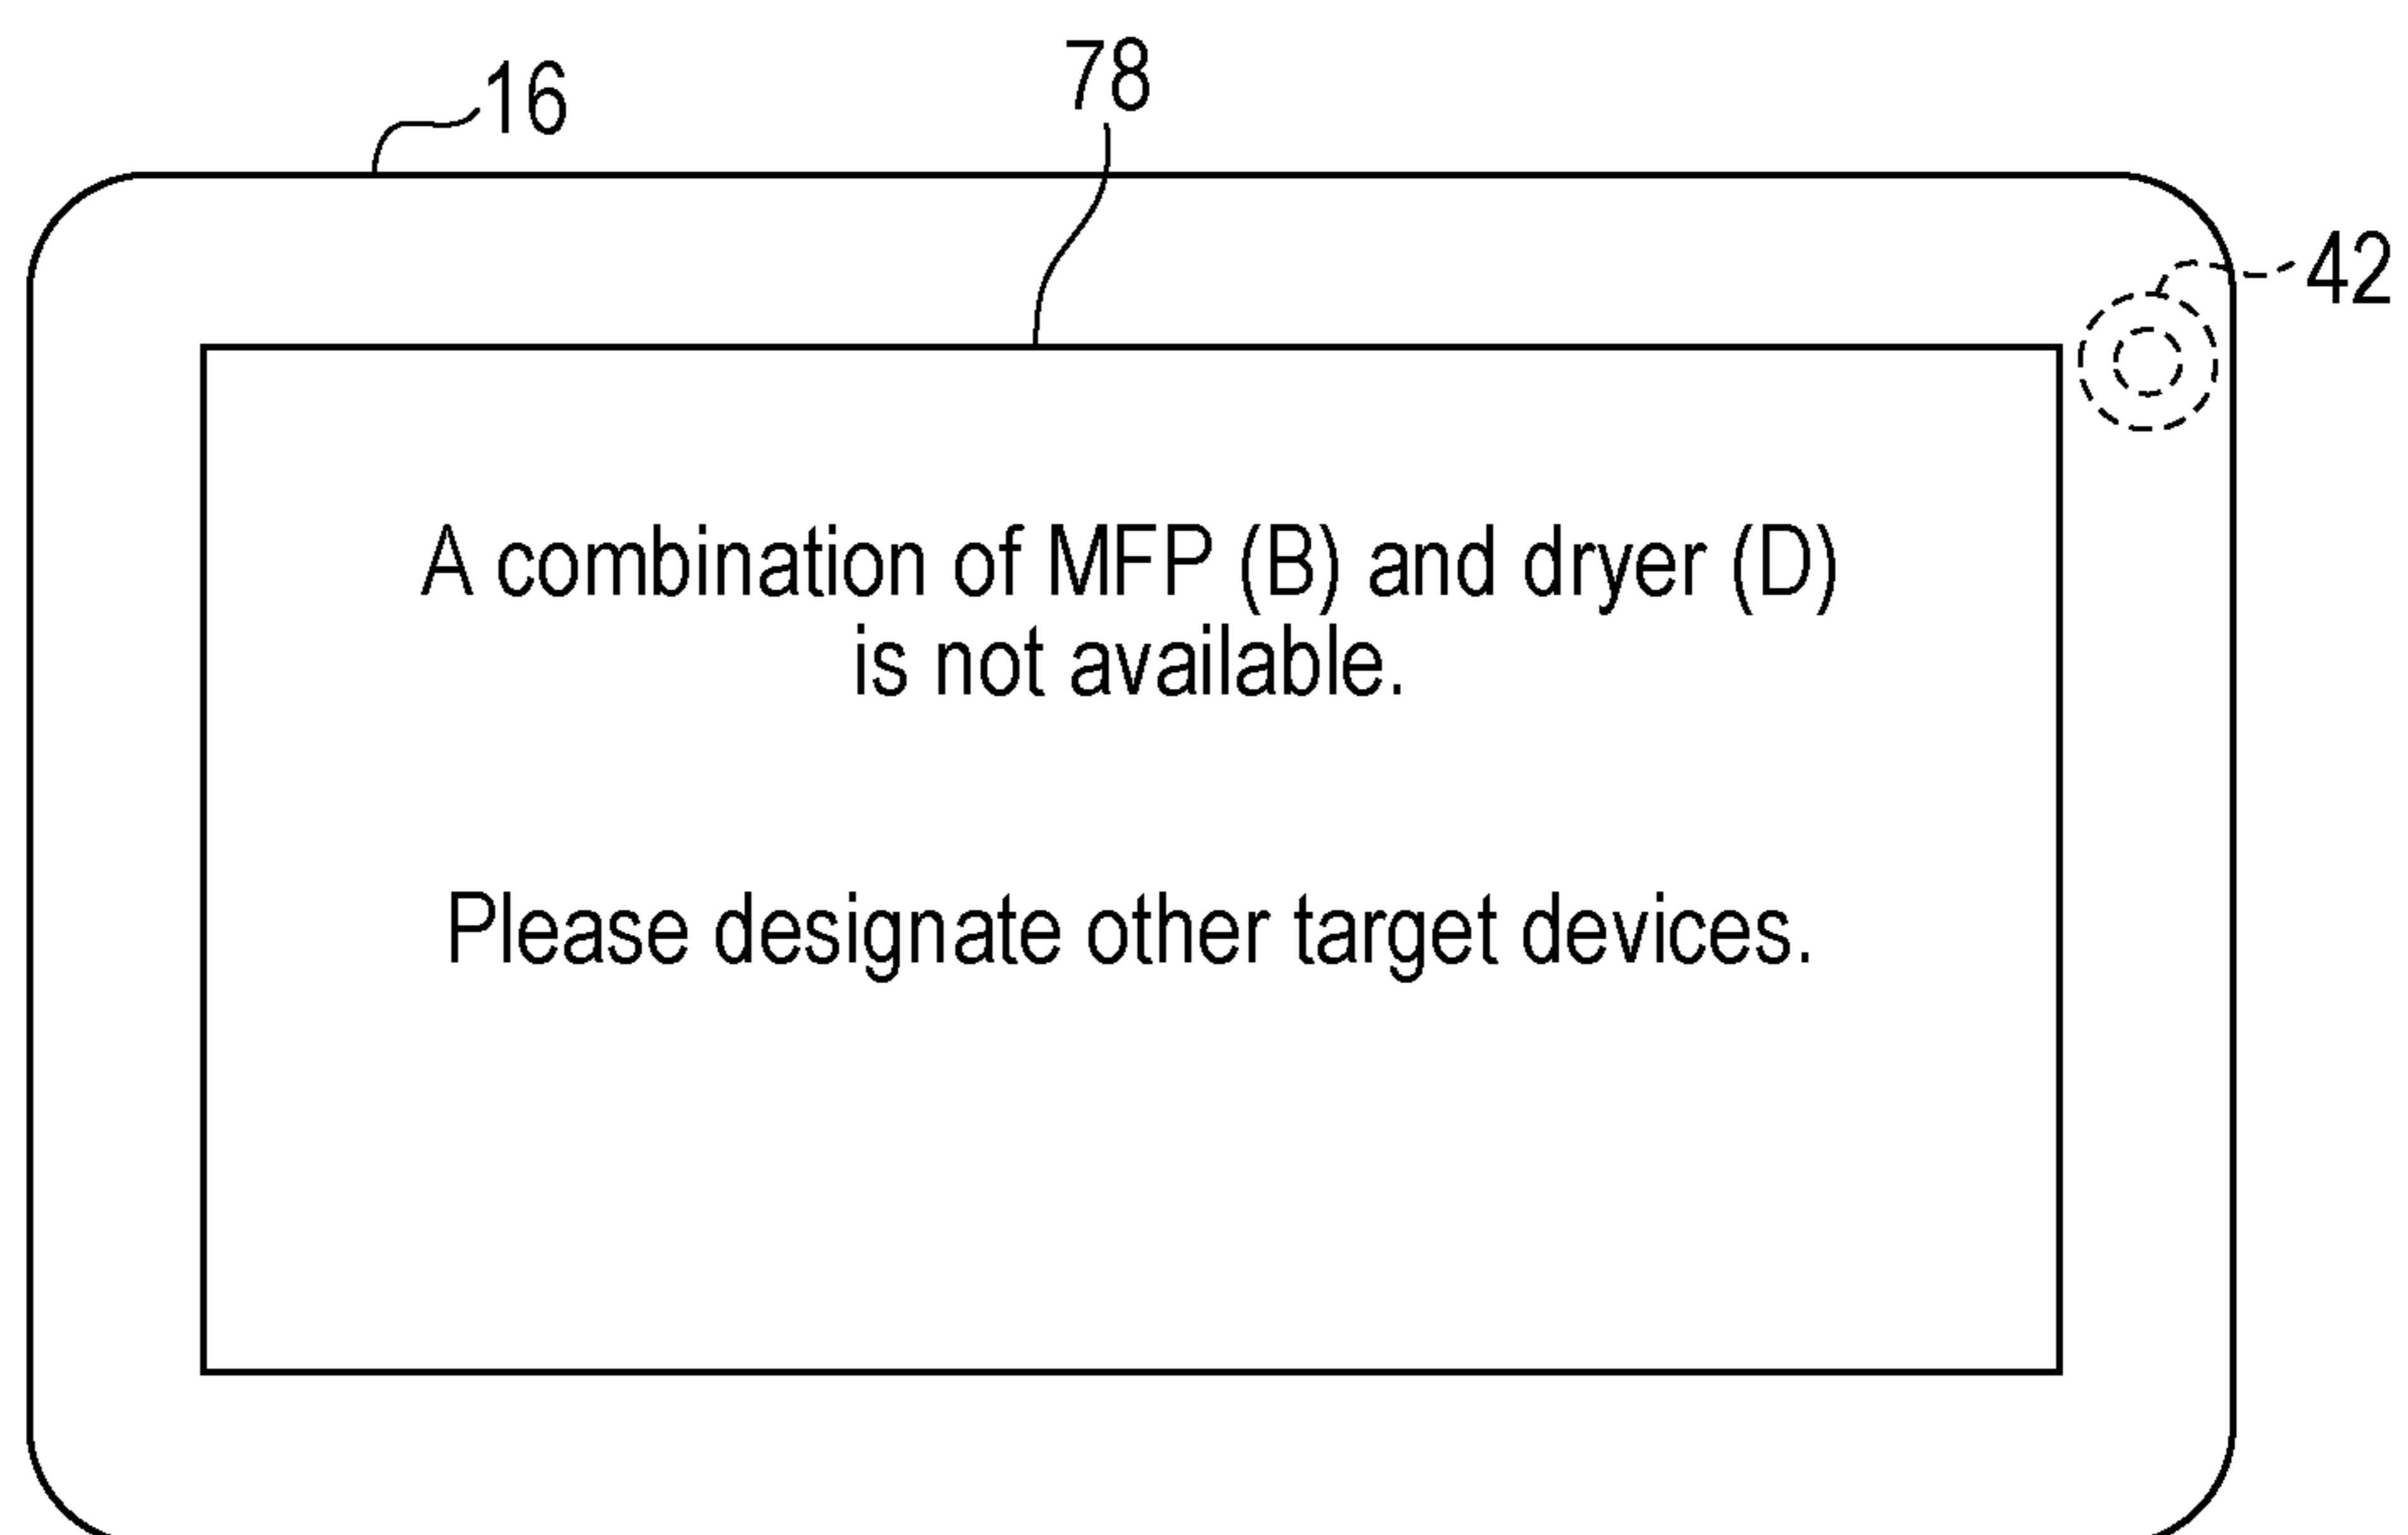 78
16
42
A combination of MFP (B) and dryer (D)
is not available.
Please designate other target devices.